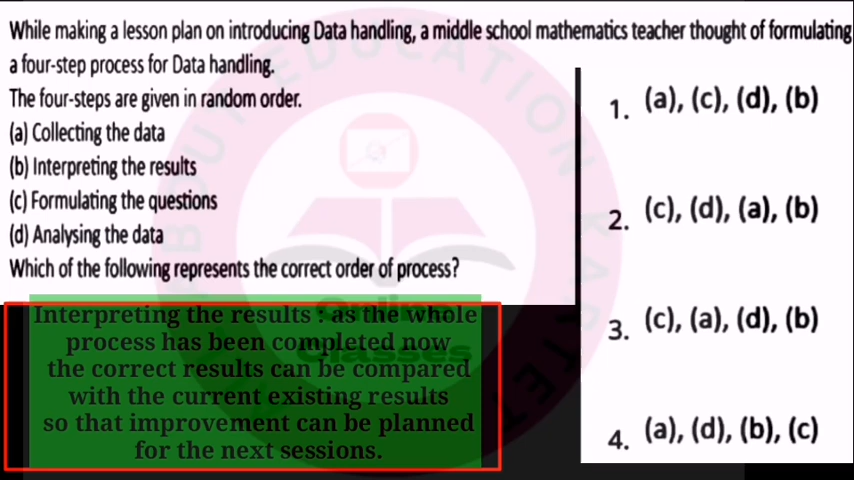 While making a lesson plan on introducing Data handling, a middle school mathematics teacher thought of formulating
a four-step process for Data handling.
The four-steps are given in random order.
(a) Collecting the data
(b) Interpreting the results
(c) Formulating the questions
(d) Analysing the data
Which of the following represents the correct order of process?
1. (a), (c), (d), (b)
2. (c), (d), (a), (b)
3. (c), (a), (d), (b)
4. (a), (d), (b), (c)
Interpreting the results : as the whole
process has been completed now
the correct results can be compared
with the current existing results
so that improvement can be planned
for the next sessions.
Online
Classes